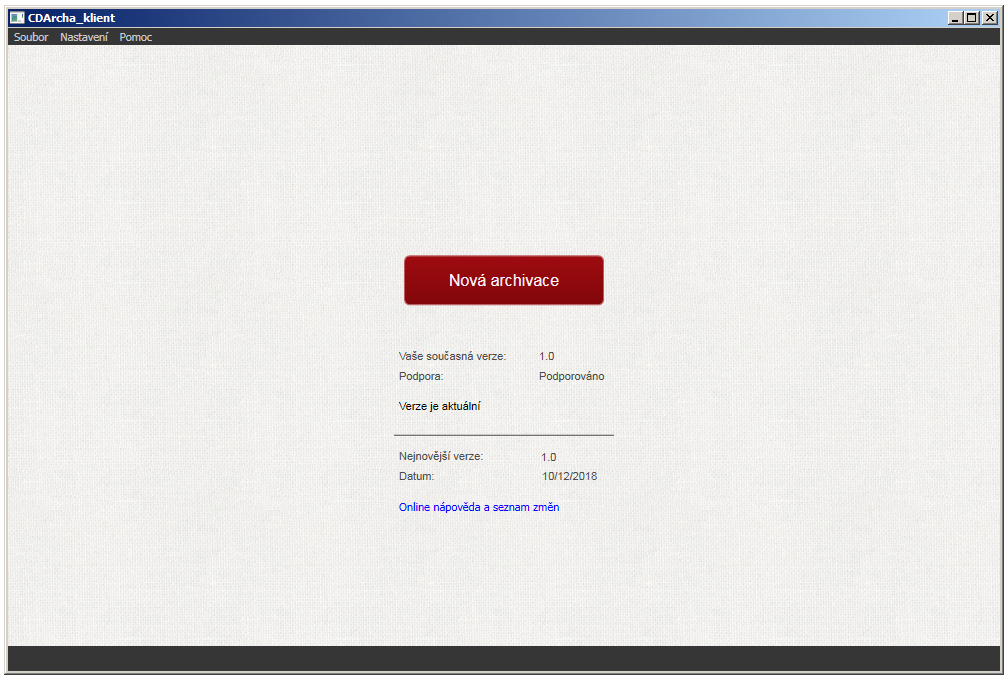 CDArcha_klient
Soubor Nastavení Pomoc
Nová archivace
Vaše současná verze: 1.0
Podpora: Podporováno
Verze je aktuální
Nejnovější verze: 1.0
Datum: 10/12/2018
Online nápověda a seznam změn